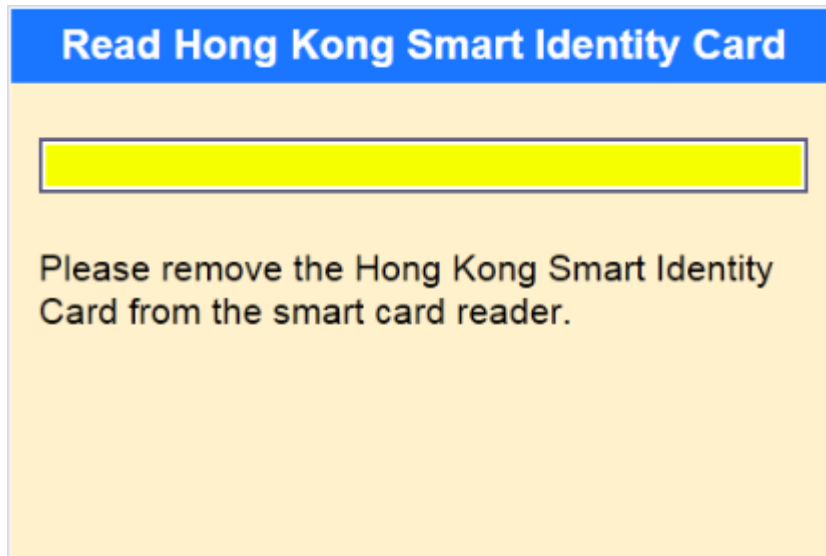 Read Hong Kong Smart Identity Card
Please remove the Hong Kong Smart Identity
Card from the smart card reader.